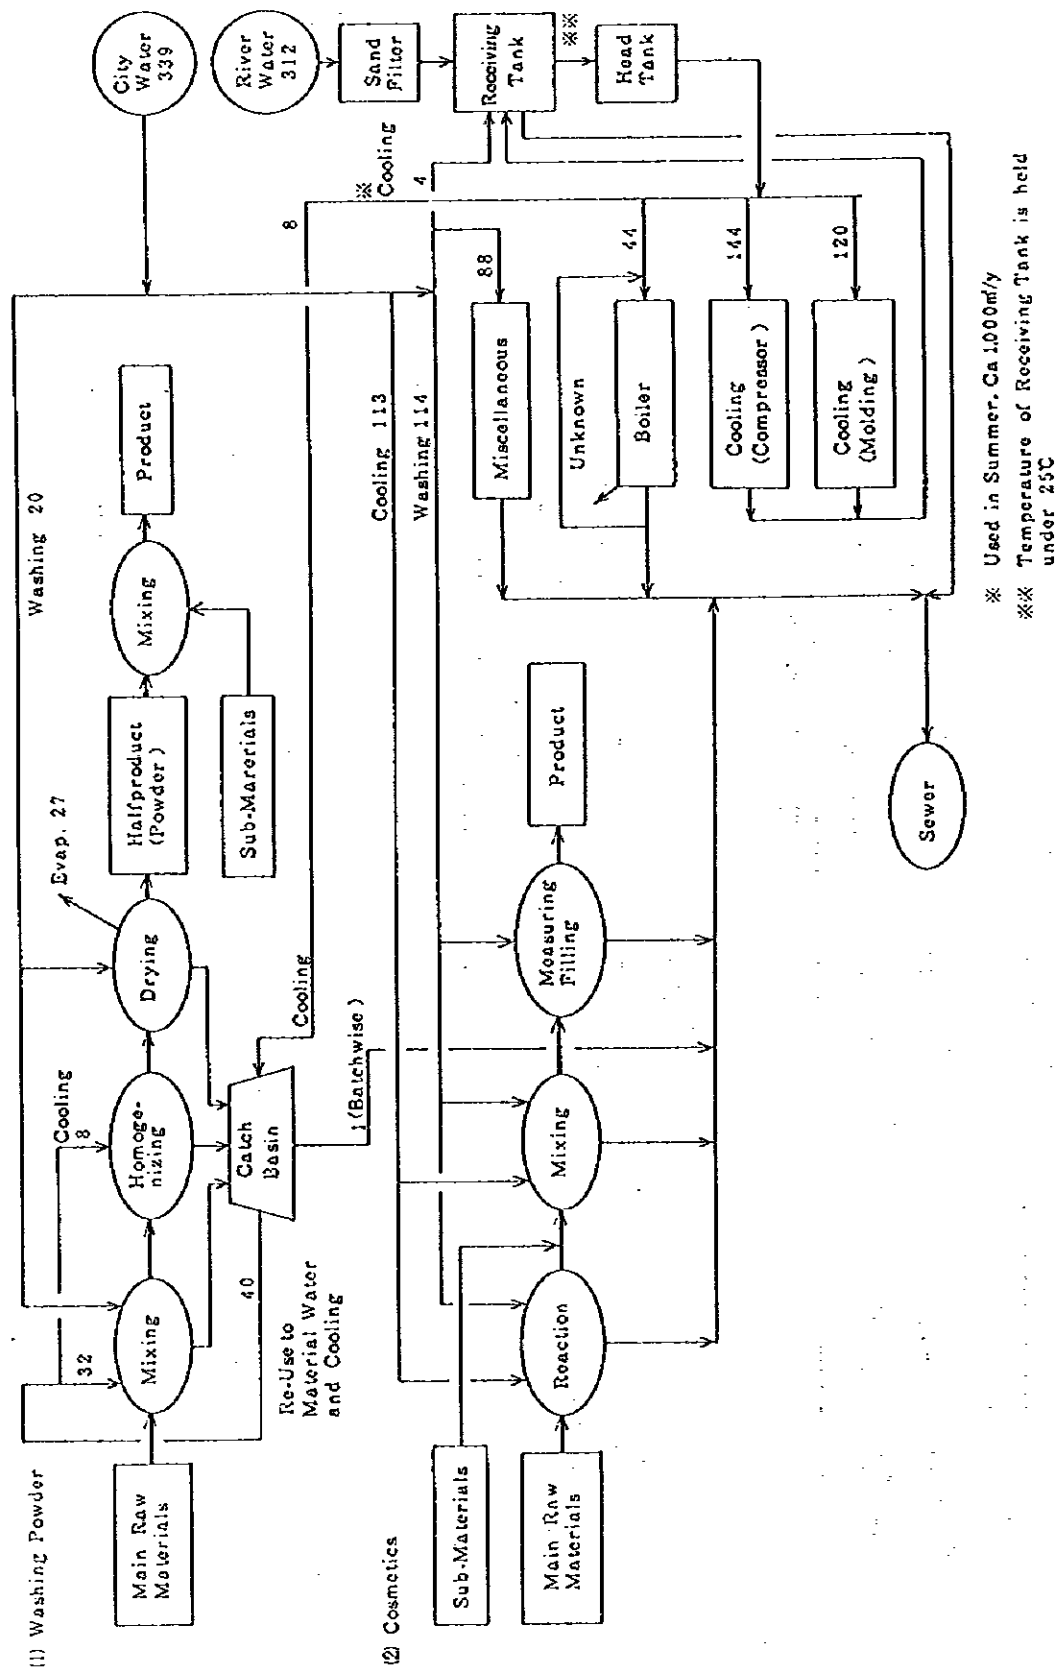 (1) Washing Powder
Main Raw
Materials
Mixing
32
Cooling
8
Homoge-
nizing
Drying
Evap. 27
Halfproduct
(Powder)
Mixing
Product
Sub-Marerials
Washing 20
Catch
Basin
40
Re-Use to
Material Water
and Cooling
Cooling
1 (Batchwise)
8
City
Water
339
River
Water
312
Sand
Filter
Receiving
Tank
※※
Head
Tank
※
Cooling
4
Cooling 113
Washing 114
88
Miscellaneous
Unknown
44
Boiler
144
Cooling
(Compressor)
120
Cooling
(Molding)
(2) Cosmetics
Sub-Materials
Main Raw
Materials
Reaction
Mixing
Measuring
Filling
Product
Sewer
※ Used in Summer. Ca 1,000㎥/y
※※ Temperature of Receiving Tank is held
under 25℃